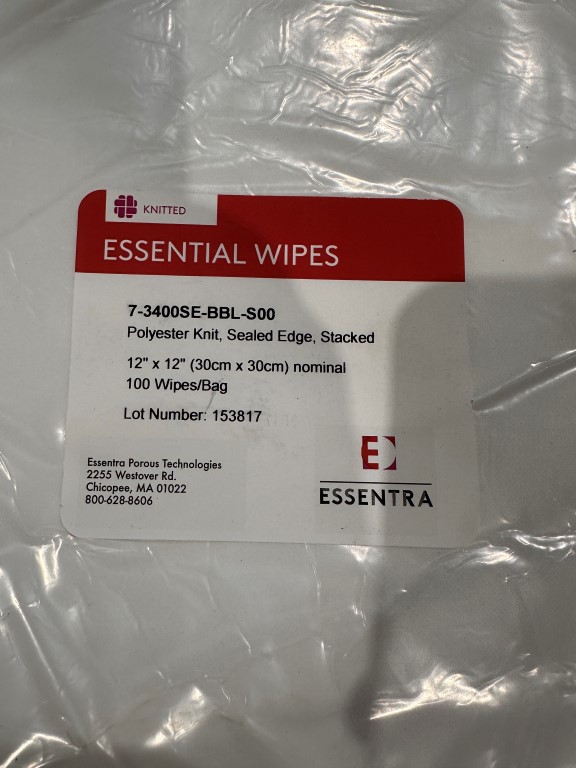 KNITTED
ESSENTIAL WIPES
7-3400SE-BBL-S00
Polyester Knit, Sealed Edge, Stacked
12" x 12" (30cm x 30cm) nominal
100 Wipes/Bag
Lot Number: 153817
Essentra Porous Technologies
2255 Westover Rd.
Chicopee, MA 01022
800-628-8606
E
ESSENTRA